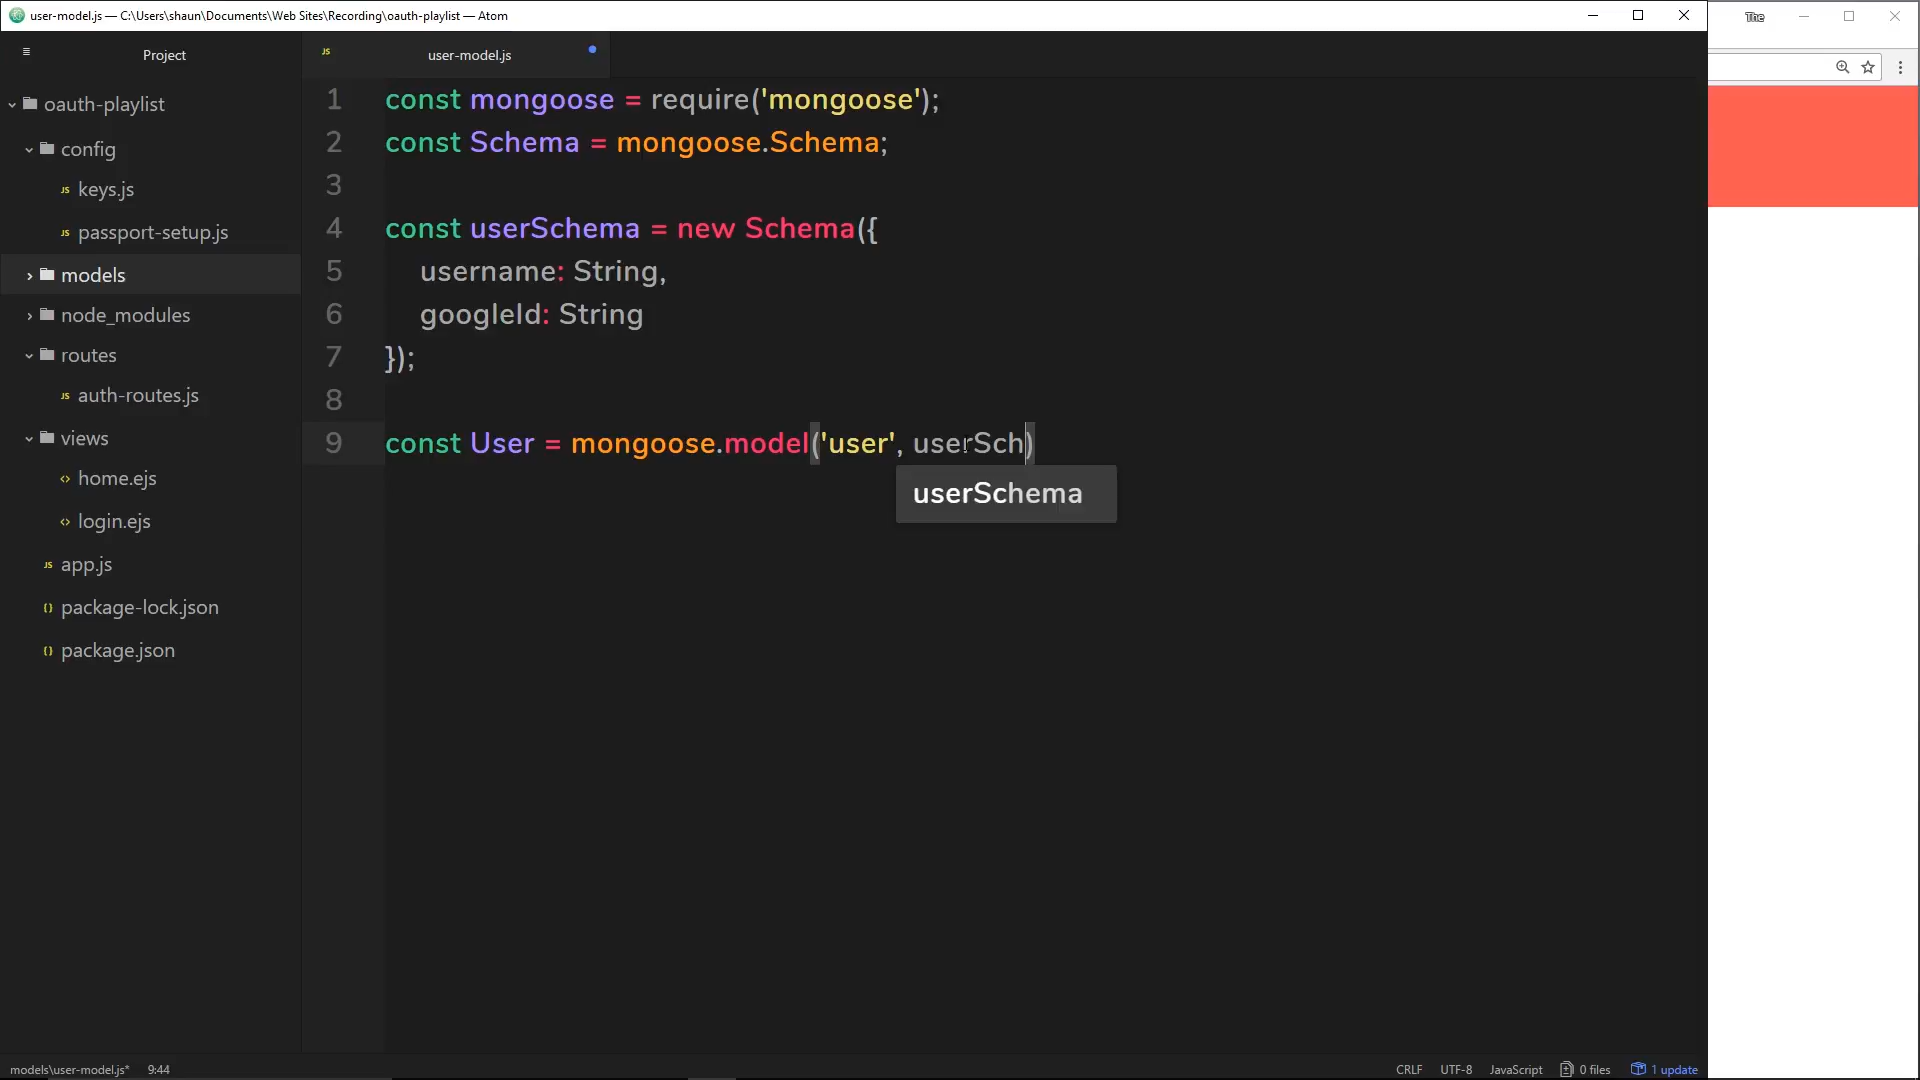 user-model.js — C:\Users\shaun\Documents\Web Sites\Recording\oauth-playlist — Atom
The
Project
user-model.js
oauth-playlist
config
keys.js
passport-setup.js
models
node_modules
routes
auth-routes.js
views
home.ejs
login.ejs
app.js
package-lock.json
package.json
1 const mongoose = require('mongoose');
2 const Schema = mongoose.Schema;
3
4 const userSchema = new Schema({
5 username: String,
6 googleId: String
7 });
8
9 const User = mongoose.model('user', userSch)
userSchema
models\user-model.js* 9:44
CRLF UTF-8 JavaScript 0 files 1 update